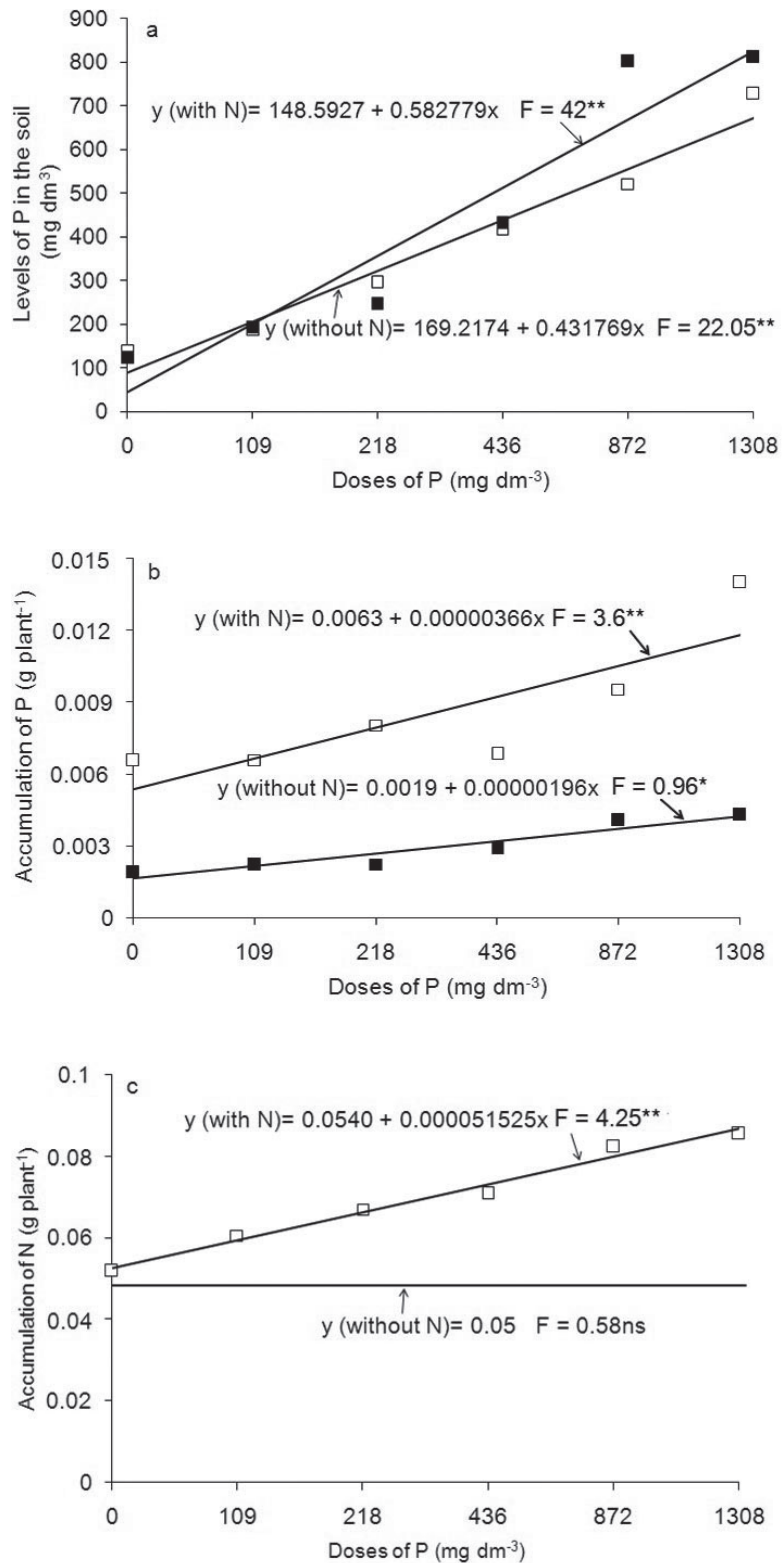 a
900
800
700
600
500
400
300
200
100
0
Levels of P in the soil
(mg dm³)
y (with N)= 148.5927 + 0.582779x F = 42**
y (without N)= 169.2174 + 0.431769x F = 22.05**
0 109 218 436 872 1308
Doses of P (mg dm-3)
b
0.015
0.012
0.009
0.006
0.003
0
Accumulation of P (g plant-1)
y (with N)= 0.0063 + 0.00000366x F = 3.6**
y (without N)= 0.0019 + 0.00000196x F = 0.96*
0 109 218 436 872 1308
Doses of P (mg dm-3)
c
0.1
0.08
0.06
0.04
0.02
0
Accumulation of N (g plant-1)
y (with N)= 0.0540 + 0.000051525x F = 4.25**
y (without N)= 0.05 F = 0.58ns
0 109 218 436 872 1308
Doses of P (mg dm-3)